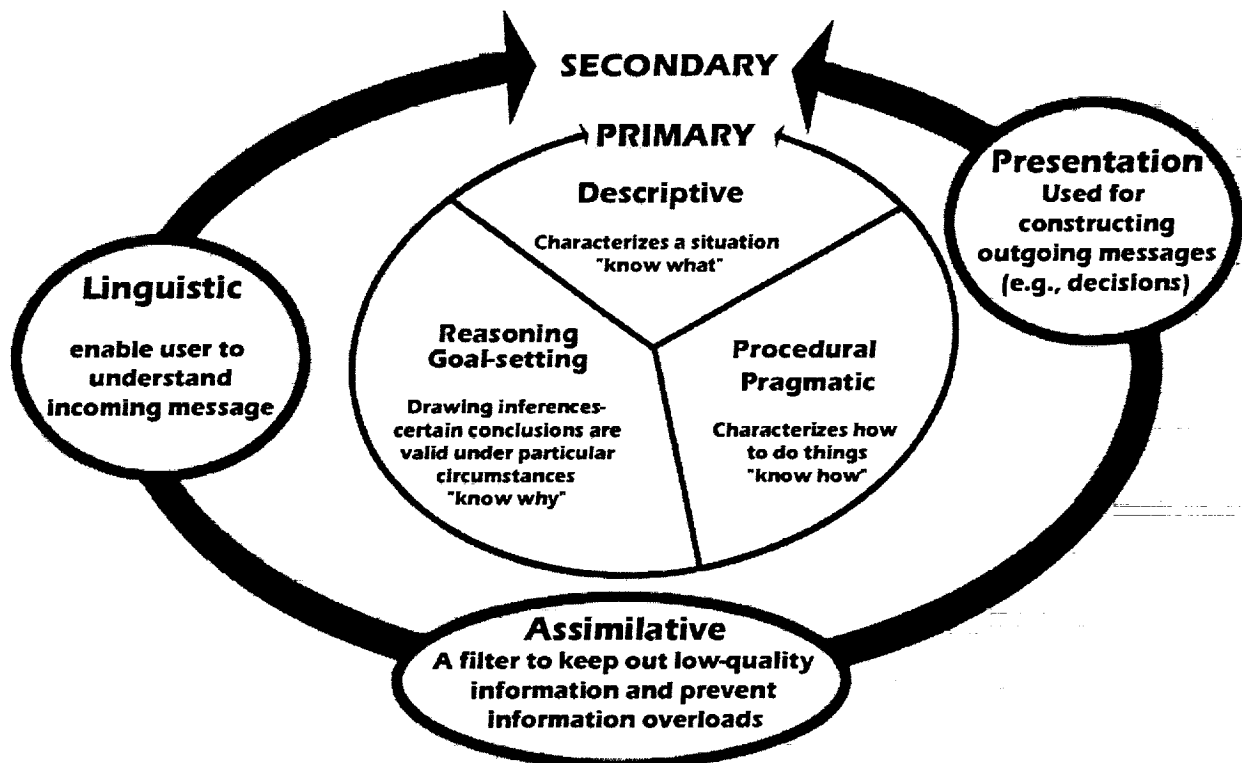 SECONDARY
PRIMARY
Descriptive
Characterizes a situation
"know what"
Presentation
Used for
constructing
outgoing messages
(e.g., decisions)
Linguistic
enable user to
understand
incoming message
Reasoning
Goal-setting
Drawing inferences-
certain conclusions are
valid under particular
circumstances
"know why"
Procedural
Pragmatic
Characterizes how
to do things
"know how"
Assimilative
A filter to keep out low-quality
information and prevent
information overloads